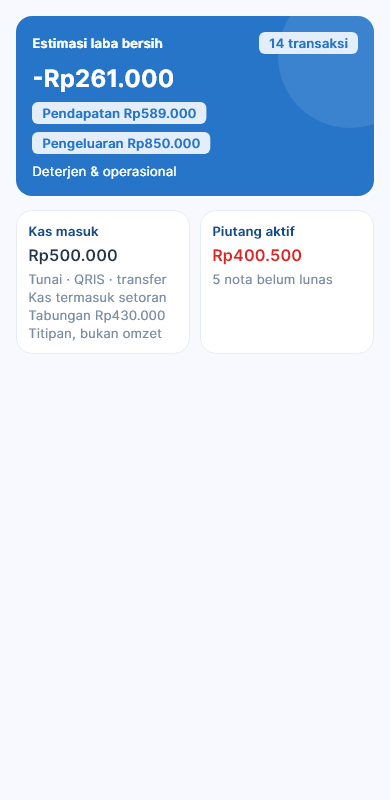 Estimasi laba bersih
14 transaksi
-Rp261.000
Pendapatan Rp589.000
Pengeluaran Rp850.000
Deterjen & operasional
Kas masuk
Rp500.000
Tunai · QRIS · transfer
Kas termasuk setoran
Tabungan Rp430.000
Titipan, bukan omzet
Piutang aktif
Rp400.500
5 nota belum lunas